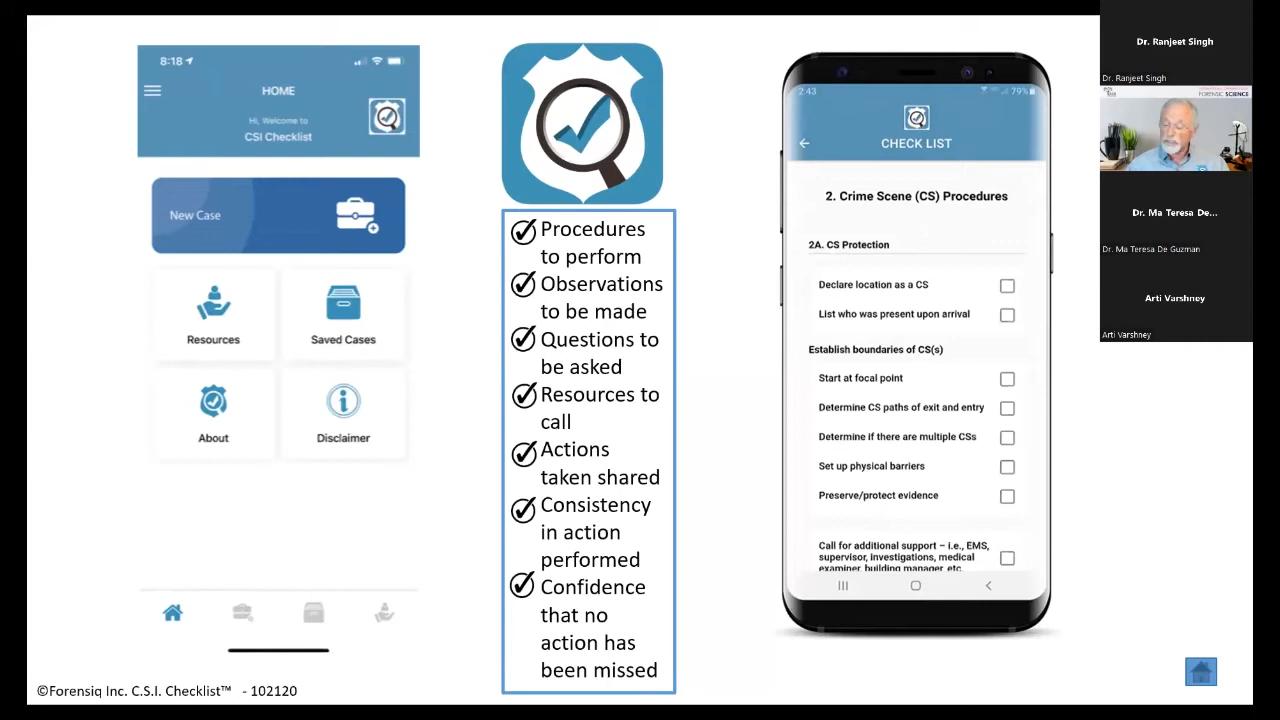 8:18
HOME
Hi, Welcome to
CSI Checklist
New Case
Resources
Saved Cases
About
Disclaimer
©Forensiq Inc. C.S.I. Checklist™ - 102120
Procedures
to perform
Observations
to be made
Questions to
be asked
Resources to
call
Actions
taken shared
Consistency
in action
performed
Confidence
that no
action has
been missed
2:43
79%
CHECK LIST
2. Crime Scene (CS) Procedures
2A. CS Protection
Declare location as a CS
List who was present upon arrival
Establish boundaries of CS(s)
Start at focal point
Determine CS paths of exit and entry
Determine if there are multiple CSs
Set up physical barriers
Preserve/protect evidence
Call for additional support – i.e., EMS,
supervisor, investigations, medical
examiner, building manager, etc.
Dr. Ranjeet Singh
Dr. Ranjeet Singh
FORENSIC SCIENCE
Dr. Ma Teresa De...
Dr. Ma Teresa De Guzman
Arti Varshney
Arti Varshney